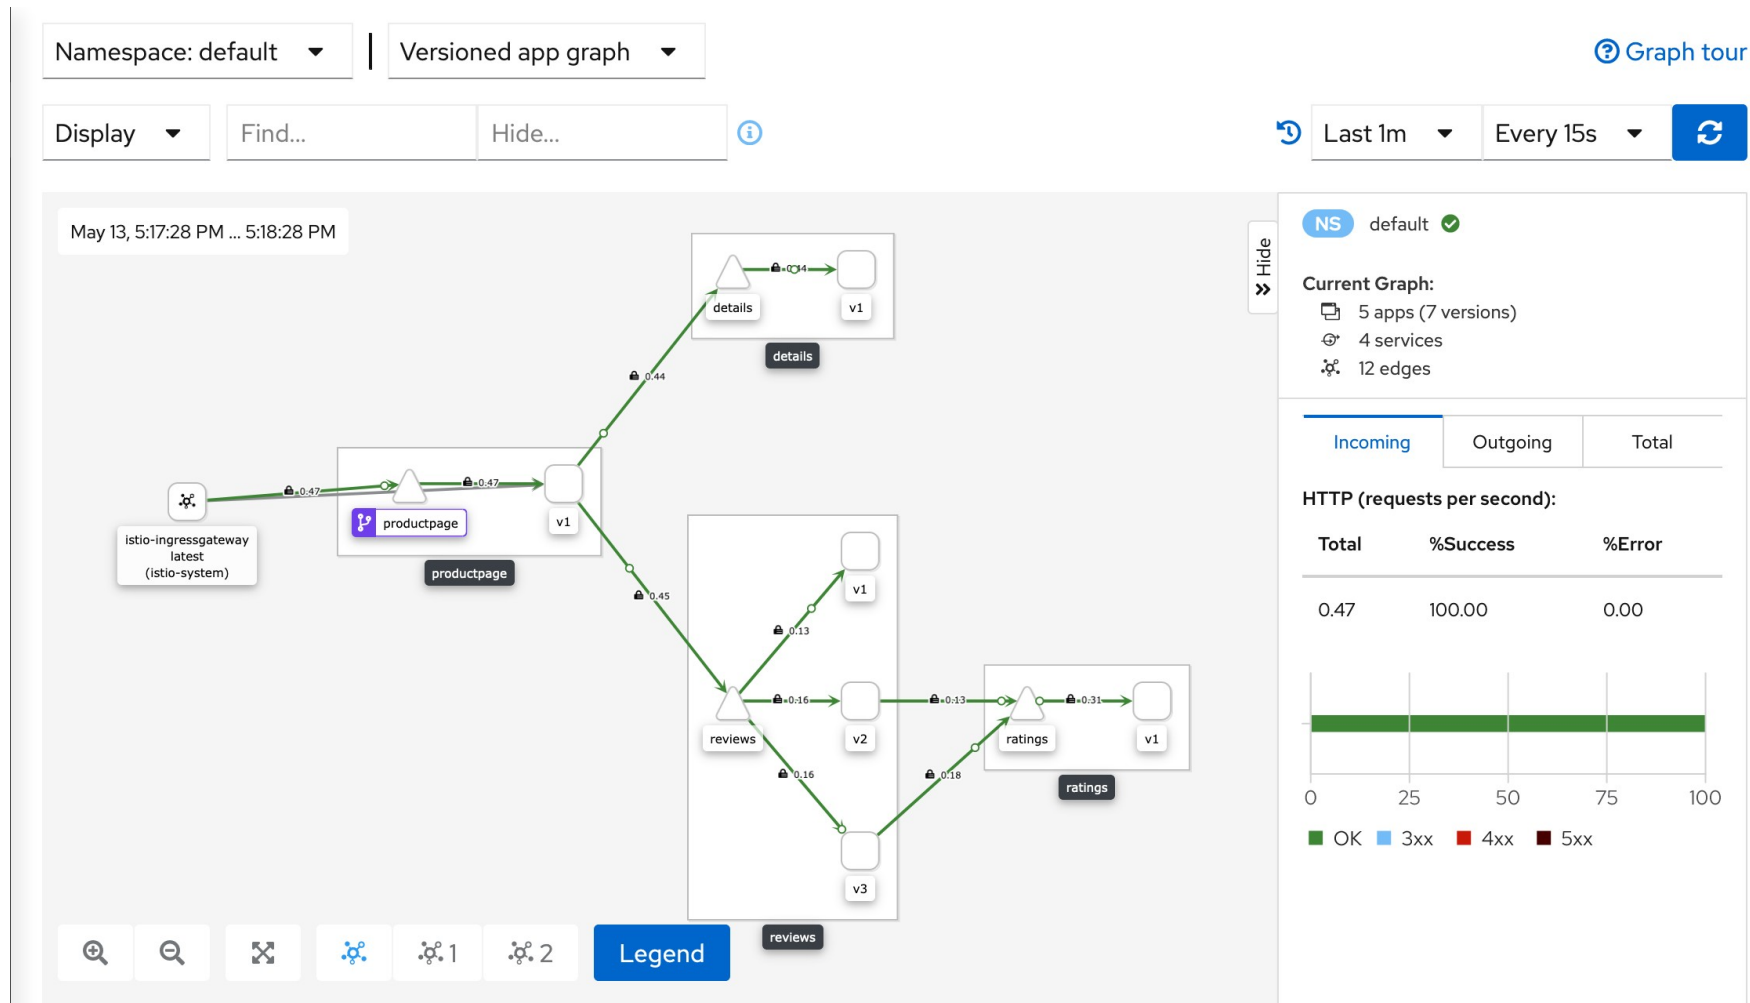 Namespace: default
Versioned app graph
Graph tour
Display
Find...
Hide...
Last 1m
Every 15s
May 13, 5:17:28 PM ... 5:18:28 PM
Hide
0.44
details
v1
details
0.44
0.47
0.47
productpage
v1
istio-ingressgateway
latest
(istio-system)
productpage
0.45
v1
0.13
0.16
0.13
0.31
reviews
v2
ratings
v1
0.16
0.18
ratings
v3
reviews
1
2
Legend
NS default
Current Graph:
5 apps (7 versions)
4 services
12 edges
Incoming
Outgoing
Total
HTTP (requests per second):
Total %Success %Error
0.47 100.00 0.00
0 25 50 75 100
OK 3xx 4xx 5xx